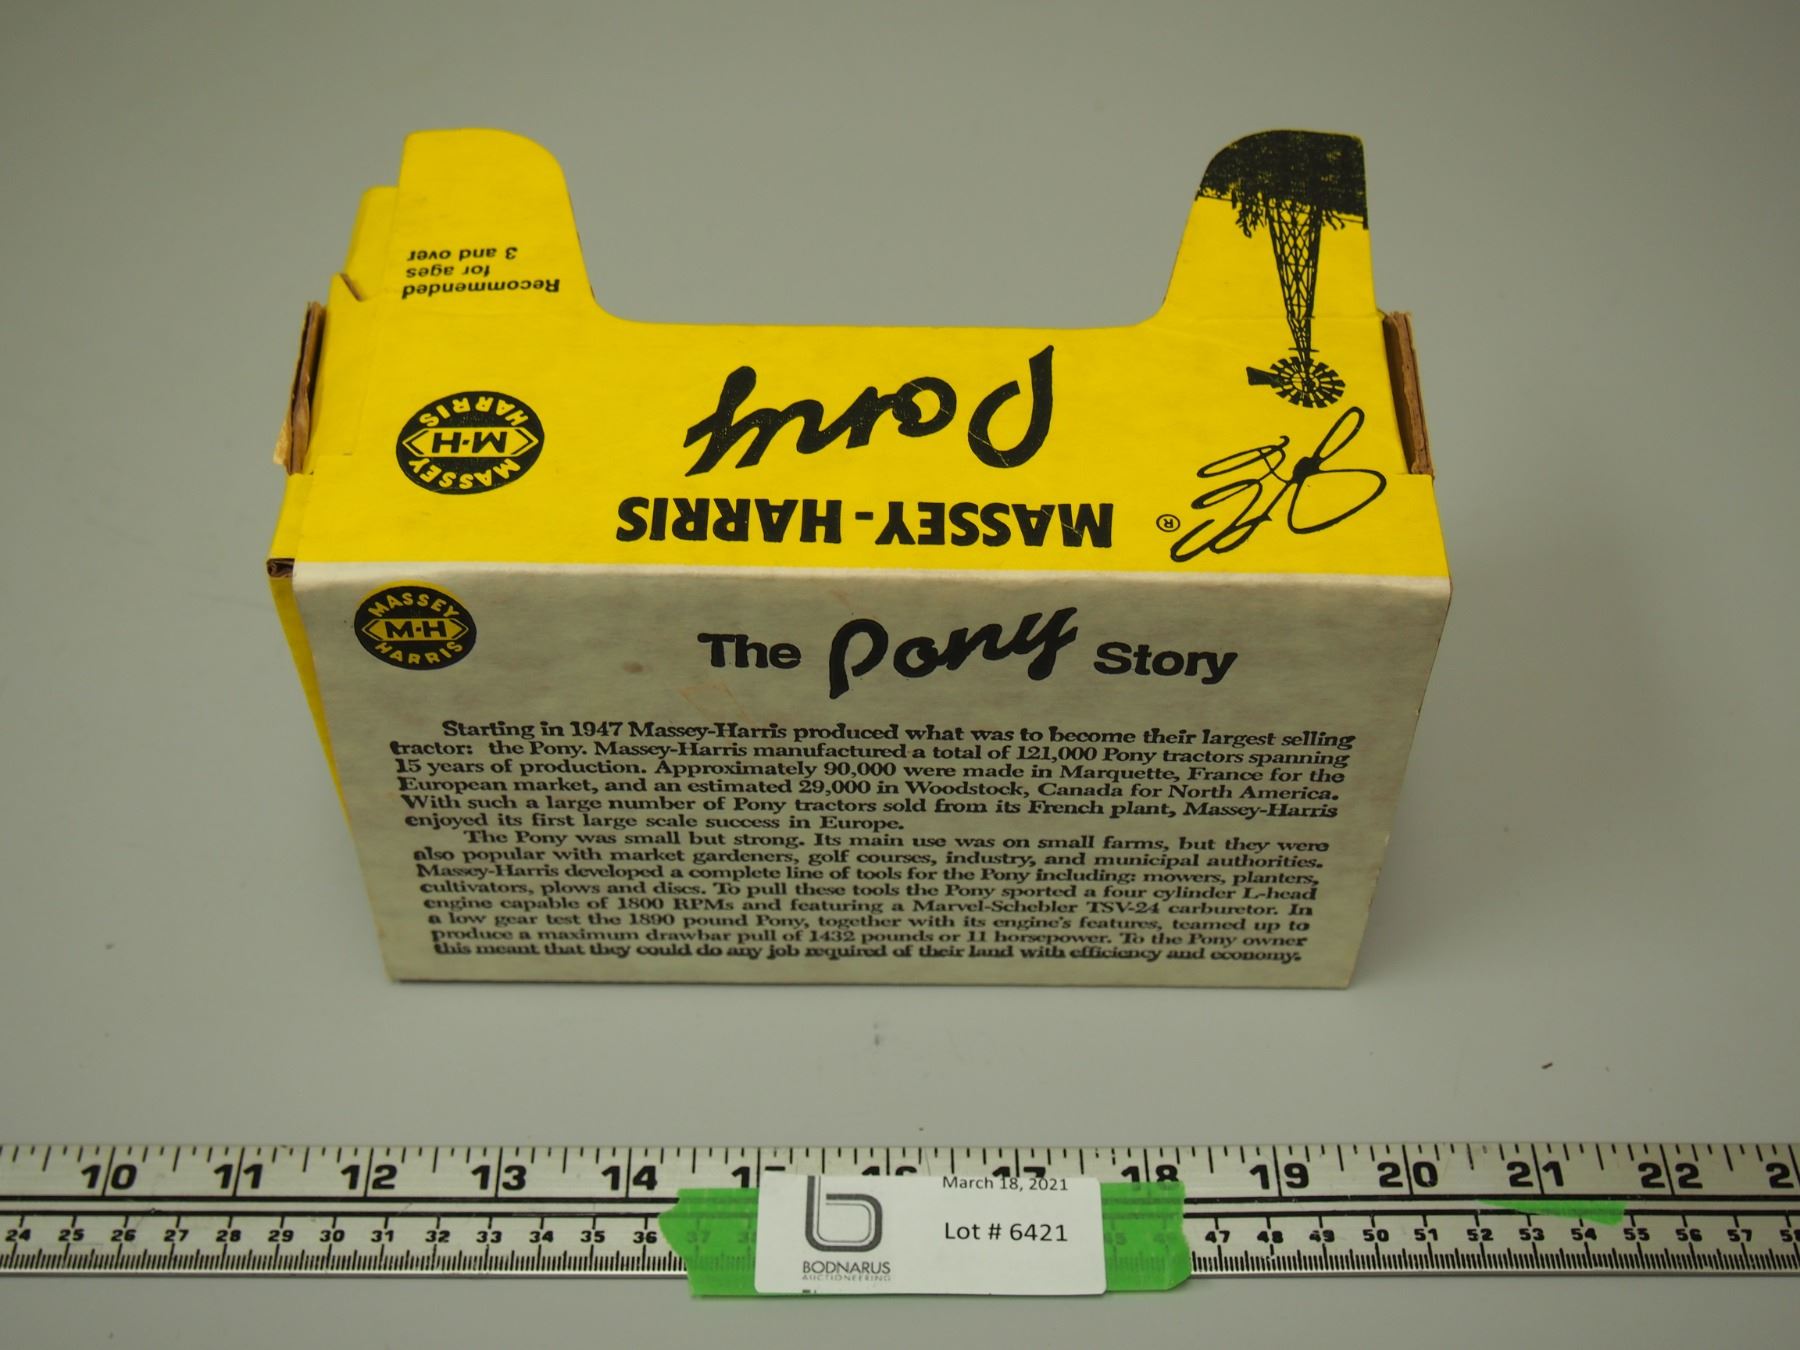 Recommended
for ages
3 and over
MASSEY
M-H
HARRIS
Pony
MASSEY-HARRIS
®
MASSEY
M-H
HARRIS
The Pony Story
Starting in 1947 Massey-Harris produced what was to become their largest selling
tractor: the Pony. Massey-Harris manufactured a total of 121,000 Pony tractors spanning
15 years of production. Approximately 90,000 were made in Marquette, France for the
European market, and an estimated 29,000 in Woodstock, Canada for North America.
With such a large number of Pony tractors sold from its French plant, Massey-Harris
enjoyed its first large scale success in Europe.
The Pony was small but strong. Its main use was on small farms, but they were
also popular with market gardeners, golf courses, industry, and municipal authorities.
Massey-Harris developed a complete line of tools for the Pony including: mowers, planters,
cultivators, plows and discs. To pull these tools the Pony sported a four cylinder L-head
engine capable of 1800 RPMs and featuring a Marvel-Schebler TSV-24 carburetor. In
a low gear test the 1890 pound Pony, together with its engine's features, teamed up to
produce a maximum drawbar pull of 1432 pounds or 11 horsepower. To the Pony owner
this meant that they could do any job required of their land with efficiency and economy.
10 11 12 13 14 15 16 17 18 19 20 21 22
March 18, 2021
Lot # 6421
BODNARUS
AUCTIONEERING
24 25 26 27 28 29 30 31 32 33 34 35 36 37 47 48 49 50 51 52 53 54 55 56 57